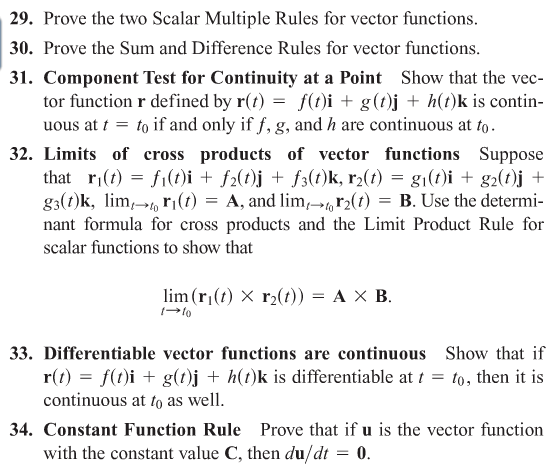 29. Prove the two Scalar Multiple Rules for vector functions.
30. Prove the Sum and Difference Rules for vector functions.
31. Component Test for Continuity at a Point Show that the vec-
tor function r defined by r(t) = f(t)i + g(t)j + h(t)k is contin-
uous at t = t₀ if and only if f, g, and h are continuous at t₀.
32. Limits of cross products of vector functions Suppose
that r₁(t) = f₁(t)i + f₂(t)j + f₃(t)k, r₂(t) = g₁(t)i + g₂(t)j +
g₃(t)k, limₜ→ₜ₀ r₁(t) = A, and limₜ→ₜ₀ r₂(t) = B. Use the determi-
nant formula for cross products and the Limit Product Rule for
scalar functions to show that
lim (r₁(t) × r₂(t)) = A × B.
t→t₀
33. Differentiable vector functions are continuous Show that if
r(t) = f(t)i + g(t)j + h(t)k is differentiable at t = t₀, then it is
continuous at t₀ as well.
34. Constant Function Rule Prove that if u is the vector function
with the constant value C, then du/dt = 0.